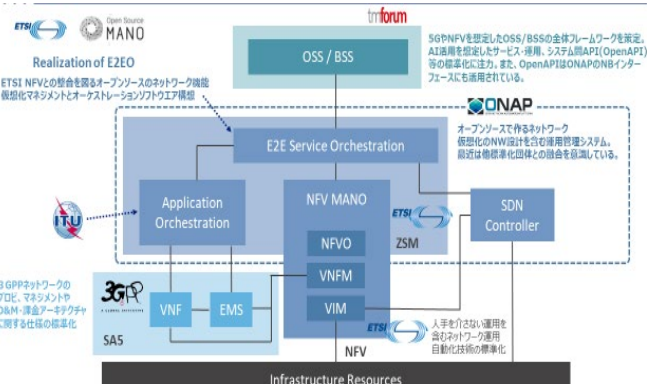 ETSI
Open Source
MANO
tmforum
Realization of E2EO
ETSI NFVとの整合を図るオープンソースのネットワーク機能
仮想化マネジメントとオーケストレーションソフトウエア構想
OSS / BSS
5GやNFVを想定したOSS/BSSの全体フレームワークを策定。
AI活用を想定したサービス・運用、システム間API(OpenAPI)
等の標準化に注力。また、OpenAPIはONAPのNBインター
フェースにも活用されている。
ONAP
オープンソースで作るネットワーク
仮想化のNW設計を含む運用管理システム。
最近は他標準化団体との融合を意識している。
E2E Service Orchestration
ITU
Application
Orchestration
NFV MANO
NFVO
VNFM
VIM
ETSI
ZSM
SDN
Controller
3GPPネットワークの
プロビ、マネジメントや
O&M・課金アーキテクチャ
に関する仕様の標準化
3GPP
A GLOBAL INITIATIVE
VNF
EMS
SA5
ETSI
NFV
人手を介さない運用を
含むネットワーク運用
自動化技術の標準化
Infrastructure Resources